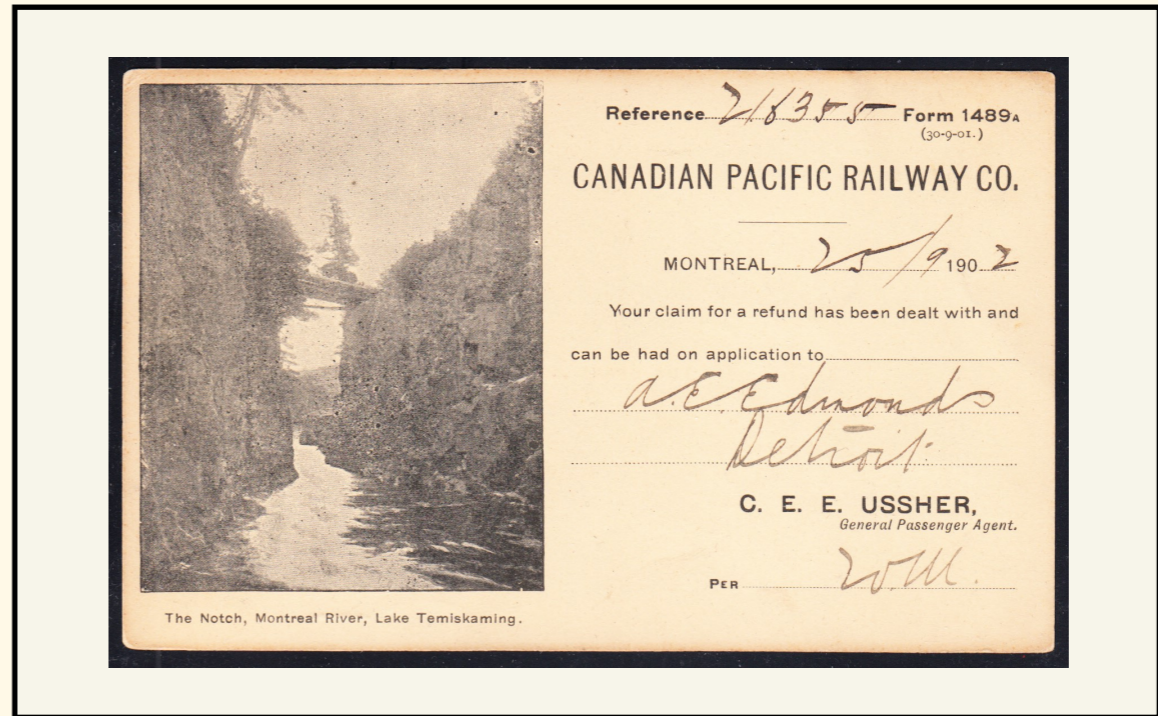 Reference 216355 Form 1489A
(30-9-01.)
CANADIAN PACIFIC RAILWAY CO.
MONTREAL, 25/9 1902
Your claim for a refund has been dealt with and
can be had on application to
A.E. Edmonds
Detroit
C. E. E. USSHER,
General Passenger Agent.
PER
The Notch, Montreal River, Lake Temiskaming.